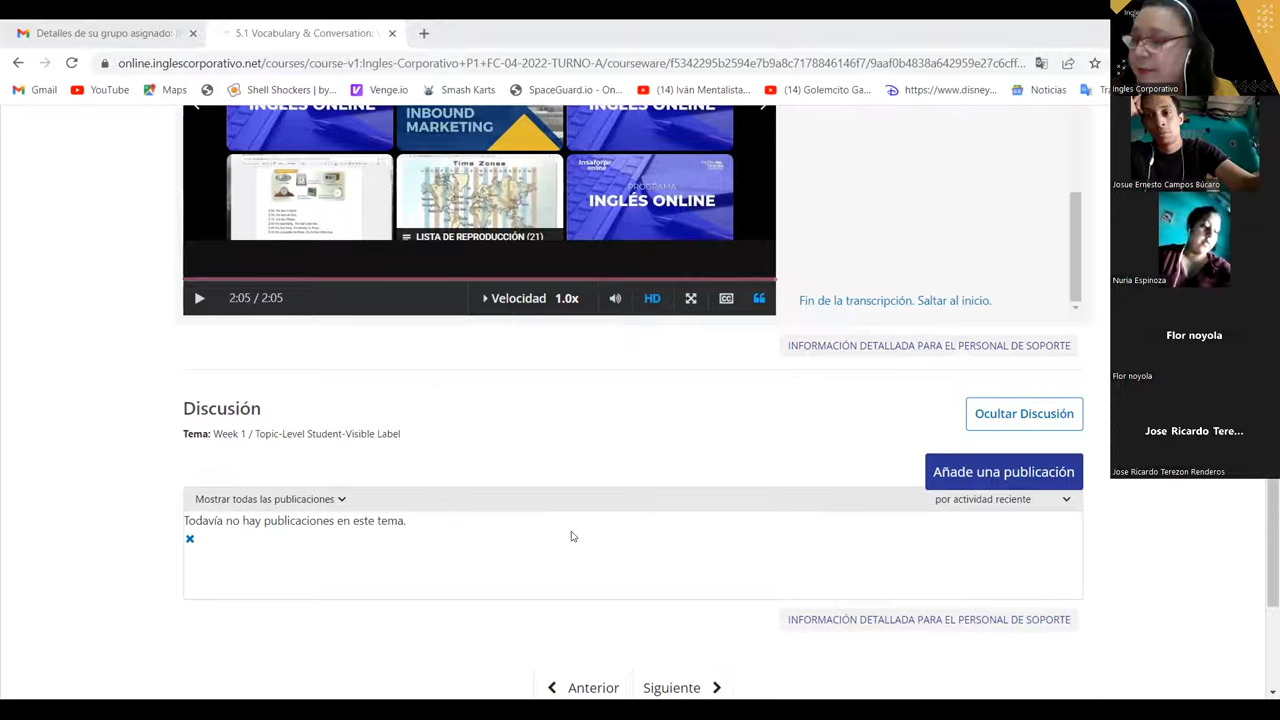 Detalles de su grupo asignado: (
5.1 Vocabulary & Conversation:
online.inglescorporativo.net/courses/course-v1:Ingles-Corporativo+P1+FC-04-2022-TURNO-A/courseware/f5342295b2594e7b9a8c7178846146f7/9aaf0b4838a642959e27c6cff...
Gmail YouTube Maps Shell Shockers | by... Venge.io Smash Karts SpaceGuard.io - On... (14) Iván Mentalista... (14) Golemcito Ga... https://www.disney... Noticias
INGLÉS ONLINE
INBOUND
MARKETING
Time Zones
Insaforp
online
PROGRAMA
INGLÉS ONLINE
LISTA DE REPRODUCCIÓN (21)
2:05 / 2:05 Velocidad 1.0x HD
Fin de la transcripción. Saltar al inicio.
INFORMACIÓN DETALLADA PARA EL PERSONAL DE SOPORTE
Discusión
Ocultar Discusión
Tema: Week 1 / Topic-Level Student-Visible Label
Añade una publicación
Mostrar todas las publicaciones por actividad reciente
Todavía no hay publicaciones en este tema.
INFORMACIÓN DETALLADA PARA EL PERSONAL DE SOPORTE
Anterior Siguiente
Ingles Corporativo
Josue Ernesto Campos Búcaro
Nuria Espinoza
Flor noyola
Flor noyola
Jose Ricardo Tere...
Jose Ricardo Terezon Renderos